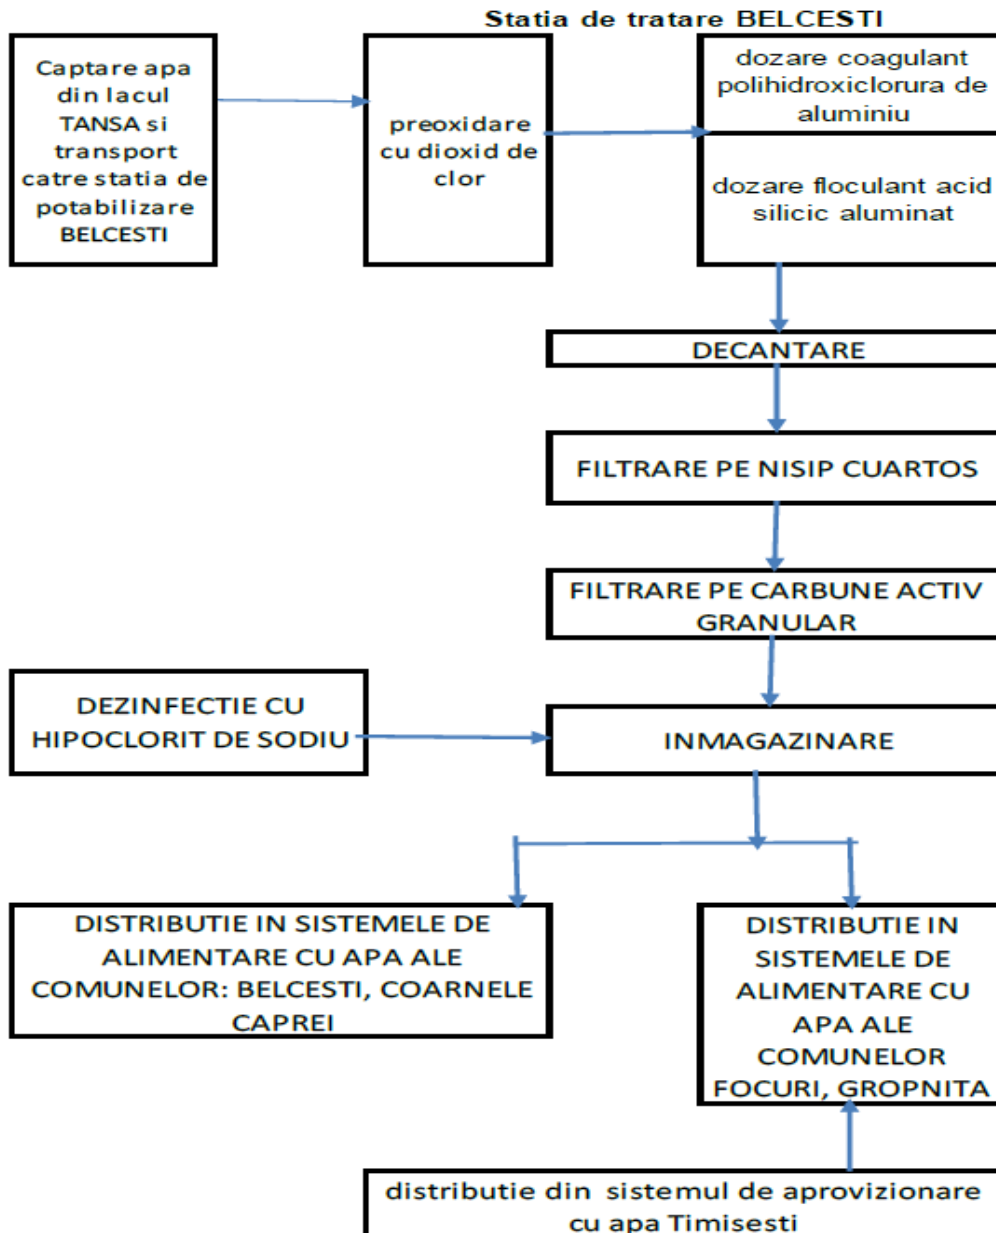 Statia de tratare BELCESTI
Captare apa
din lacul
TANSA si
transport
catre statia de
potabilizare
BELCESTI
preoxidare
cu dioxid de
clor
dozare coagulant
polihidroxiclorura de
aluminiu
dozare floculant acid
silicic aluminat
DECANTARE
FILTRARE PE NISIP CUARTOS
FILTRARE PE CARBUNE ACTIV
GRANULAR
DEZINFECTIE CU
HIPOCLORIT DE SODIU
INMAGAZINARE
DISTRIBUTIE IN SISTEMELE DE
ALIMENTARE CU APA ALE
COMUNELOR: BELCESTI, COARNELE
CAPREI
DISTRIBUTIE IN
SISTEMELE DE
ALIMENTARE CU
APA ALE
COMUNELOR
FOCURI, GROPNITA
distributie din sistemul de aprovizionare
cu apa Timisesti